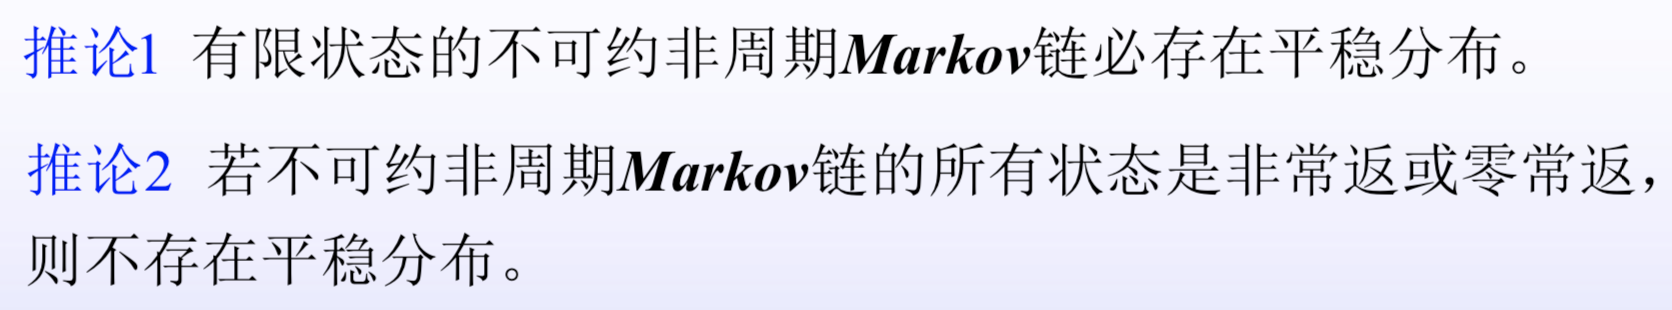 推论1 有限状态的不可约非周期Markov链必存在平稳分布。
推论2 若不可约非周期Markov链的所有状态是非常返或零常返，
则不存在平稳分布。